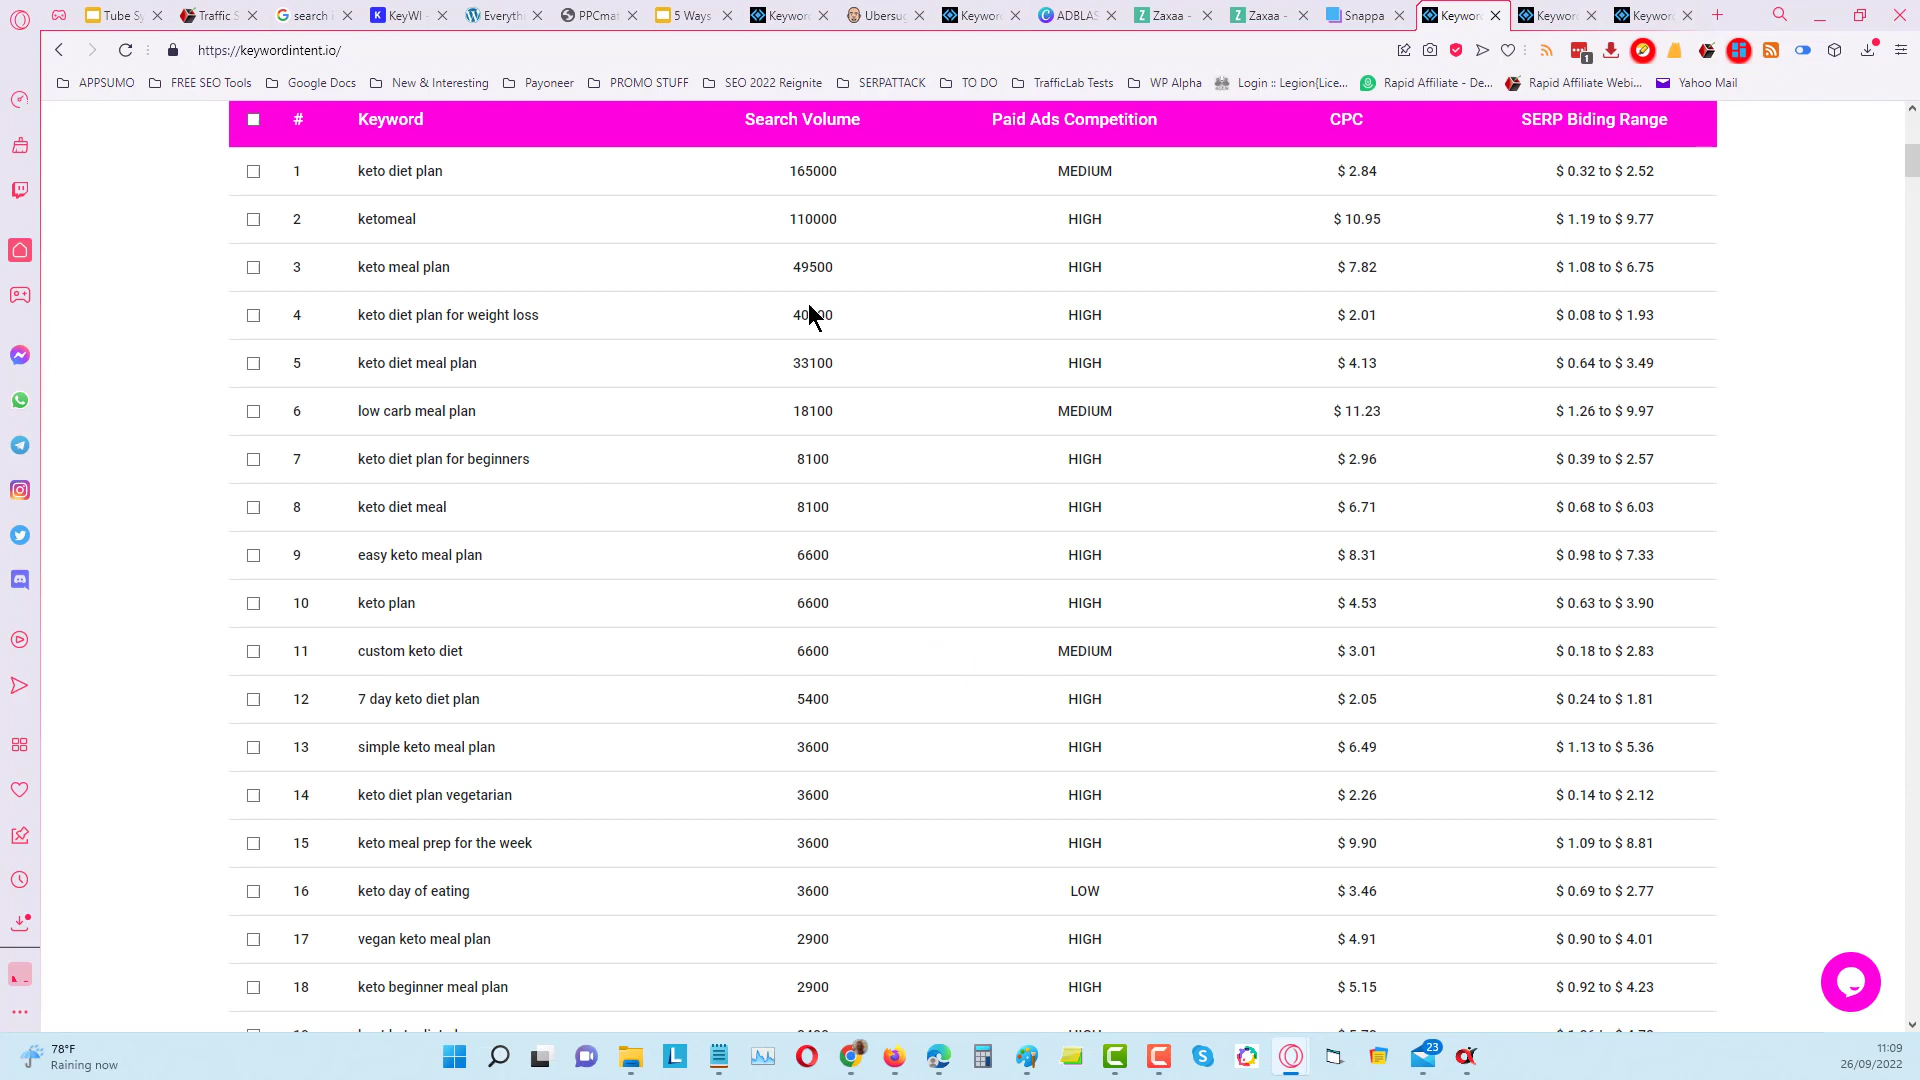 Tube Sy
Traffic S
search i
KeyWI -
Everythi
PPCmat
5 Ways
Keyword
Ubersug
Keyword
ADBLAS
Zaxaa -
Zaxaa -
Snappa
Keyword
Keyword
Keyword
https://keywordintent.io/
1
APPSUMO
FREE SEO Tools
Google Docs
New & Interesting
Payoneer
PROMO STUFF
SEO 2022 Reignite
SERPATTACK
TO DO
TrafficLab Tests
WP Alpha
Login :: Legion{Lice...
Rapid Affiliate - De...
Rapid Affiliate Webi...
Yahoo Mail
# Keyword Search Volume Paid Ads Competition CPC SERP Biding Range
1 keto diet plan 165000 MEDIUM $ 2.84 $ 0.32 to $ 2.52
2 ketomeal 110000 HIGH $ 10.95 $ 1.19 to $ 9.77
3 keto meal plan 49500 HIGH $ 7.82 $ 1.08 to $ 6.75
4 keto diet plan for weight loss HIGH $ 2.01 $ 0.08 to $ 1.93
5 keto diet meal plan 33100 HIGH $ 4.13 $ 0.64 to $ 3.49
6 low carb meal plan 18100 MEDIUM $ 11.23 $ 1.26 to $ 9.97
7 keto diet plan for beginners 8100 HIGH $ 2.96 $ 0.39 to $ 2.57
8 keto diet meal 8100 HIGH $ 6.71 $ 0.68 to $ 6.03
9 easy keto meal plan 6600 HIGH $ 8.31 $ 0.98 to $ 7.33
10 keto plan 6600 HIGH $ 4.53 $ 0.63 to $ 3.90
11 custom keto diet 6600 MEDIUM $ 3.01 $ 0.18 to $ 2.83
12 7 day keto diet plan 5400 HIGH $ 2.05 $ 0.24 to $ 1.81
13 simple keto meal plan 3600 HIGH $ 6.49 $ 1.13 to $ 5.36
14 keto diet plan vegetarian 3600 HIGH $ 2.26 $ 0.14 to $ 2.12
15 keto meal prep for the week 3600 HIGH $ 9.90 $ 1.09 to $ 8.81
16 keto day of eating 3600 LOW $ 3.46 $ 0.69 to $ 2.77
17 vegan keto meal plan 2900 HIGH $ 4.91 $ 0.90 to $ 4.01
18 keto beginner meal plan 2900 HIGH $ 5.15 $ 0.92 to $ 4.23
78°F
Raining now
23
11:09
26/09/2022